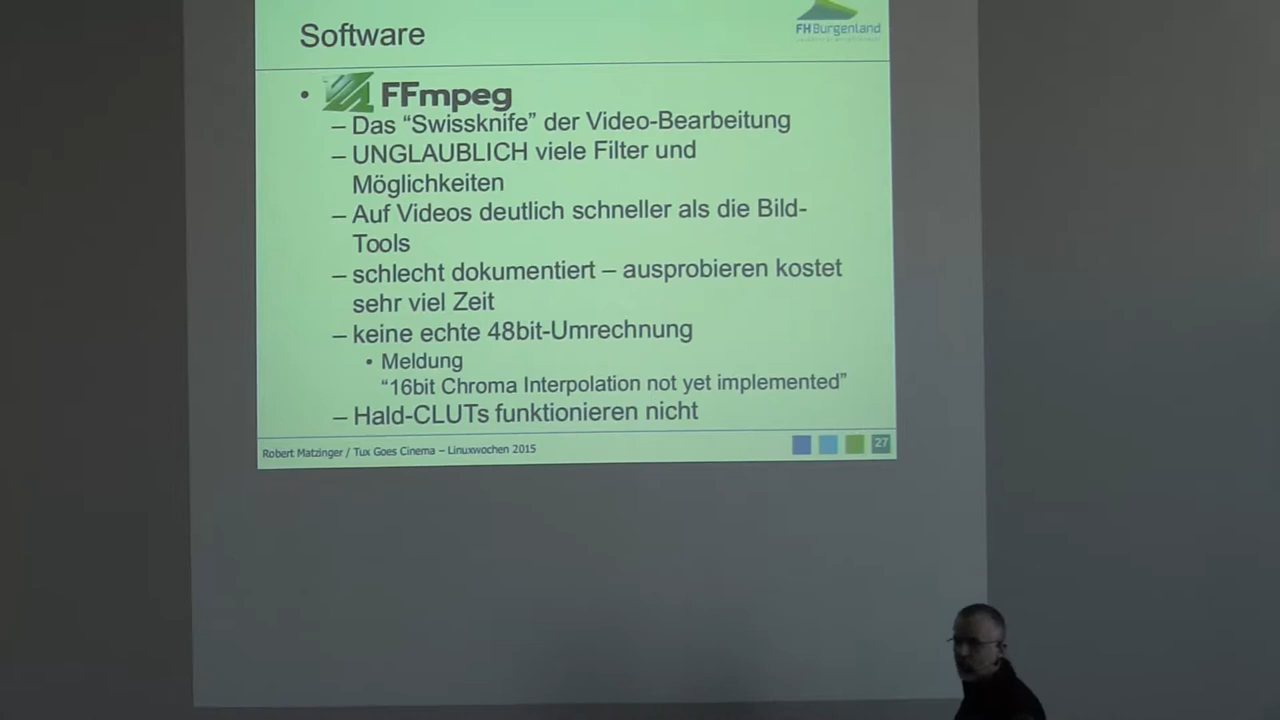 Software
FHBurgenland
• FFmpeg
– Das “Swissknife” der Video-Bearbeitung
– UNGLAUBLICH viele Filter und
Möglichkeiten
– Auf Videos deutlich schneller als die Bild-
Tools
– schlecht dokumentiert – ausprobieren kostet
sehr viel Zeit
– keine echte 48bit-Umrechnung
• Meldung
“16bit Chroma Interpolation not yet implemented”
– Hald-CLUTs funktionieren nicht
Robert Matzinger / Tux Goes Cinema – Linuxwochen 2015
27